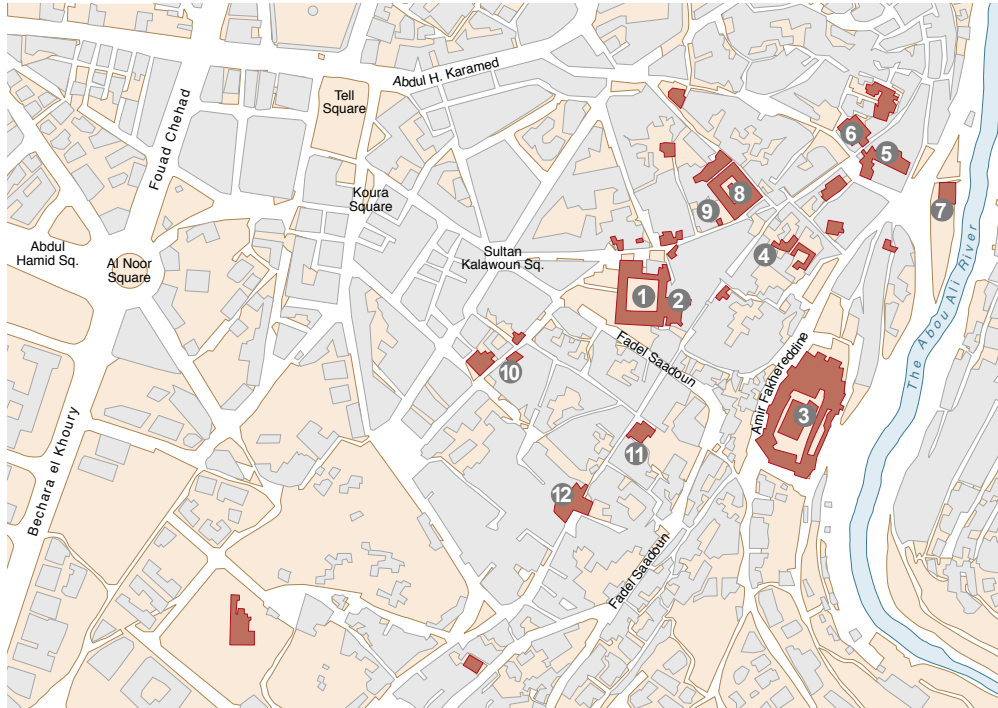 Abdul H. Karamed
Tell
Square
Fouad Chehad
Koura
Square
Abdul
Hamid Sq.
Al Noor
Square
Sultan
Kalawoun Sq.
Bechara el Khoury
Fadel Saadoun
Fadel Saadoun
Amir Fakhereddine
The Abou Ali River
1
2
3
4
5
6
7
8
9
10
11
12